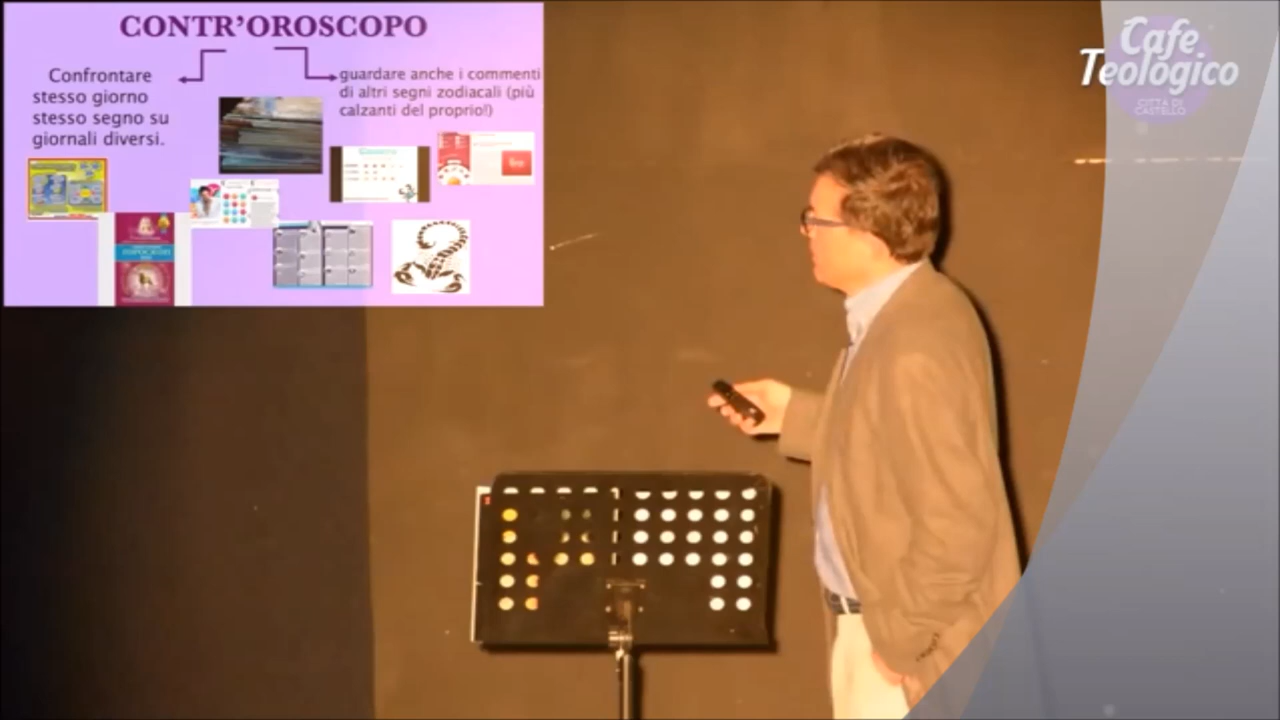 CONTR'OROSCOPO
Confrontare
stesso giorno
stesso segno su
giornali diversi.
guardare anche i commenti
di altri segni zodiacali (più
calzanti del proprio!)
Cafe
Teologico
CITTÀ DI
CASTELLO